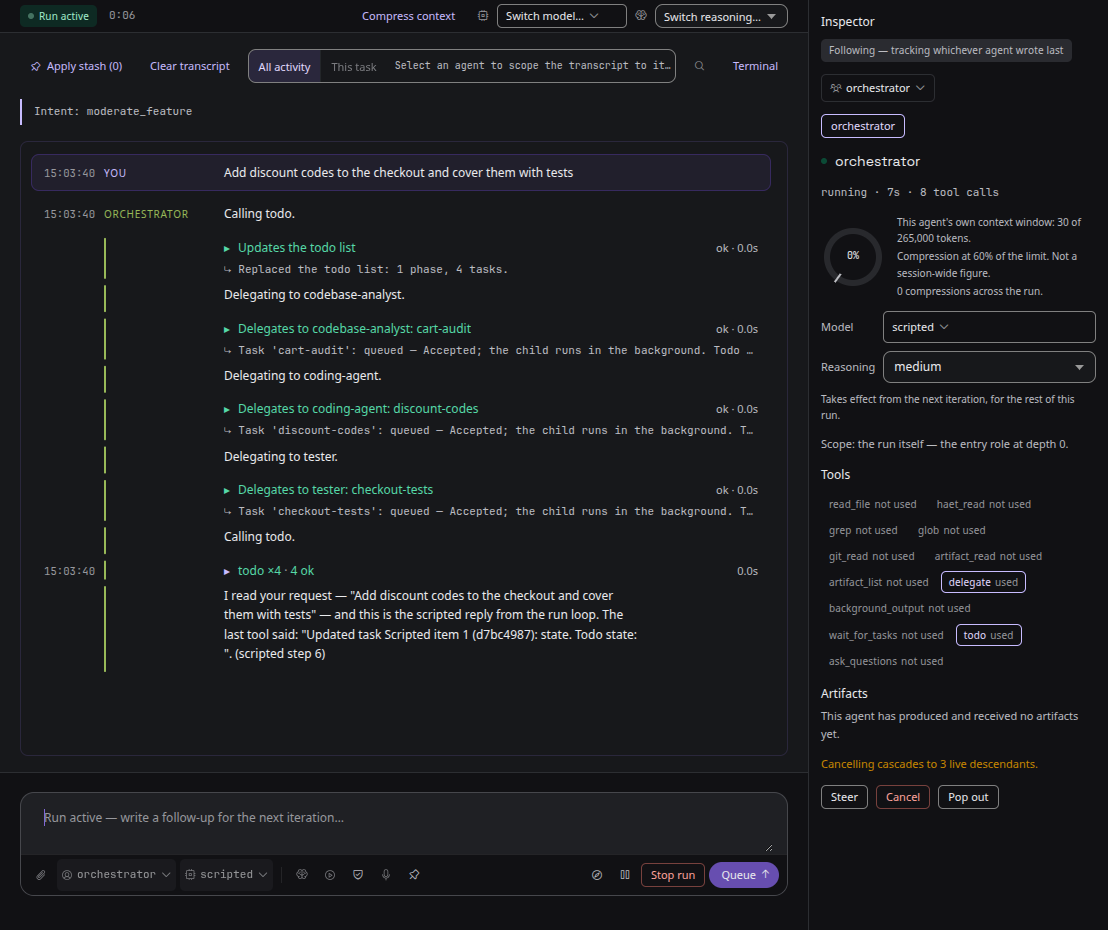 Run active
0:06
Compress context
Switch model...
Switch reasoning...
Apply stash (0)
Clear transcript
All activity
This task
Select an agent to scope the transcript to it…
Terminal
Intent: moderate_feature
15:03:40 YOU
Add discount codes to the checkout and cover them with tests
15:03:40 ORCHESTRATOR
Calling todo.
▸ Updates the todo list
ok · 0.0s
↳ Replaced the todo list: 1 phase, 4 tasks.
Delegating to codebase-analyst.
▸ Delegates to codebase-analyst: cart-audit
ok · 0.0s
↳ Task 'cart-audit': queued — Accepted; the child runs in the background. Todo …
Delegating to coding-agent.
▸ Delegates to coding-agent: discount-codes
ok · 0.0s
↳ Task 'discount-codes': queued — Accepted; the child runs in the background. T…
Delegating to tester.
▸ Delegates to tester: checkout-tests
ok · 0.0s
↳ Task 'checkout-tests': queued — Accepted; the child runs in the background. T…
Calling todo.
15:03:40
▸ todo ×4 · 4 ok
0.0s
I read your request — "Add discount codes to the checkout and cover
them with tests" — and this is the scripted reply from the run loop. The
last tool said: "Updated task Scripted item 1 (d7bc4987): state. Todo state:
". (scripted step 6)
Run active — write a follow-up for the next iteration...
orchestrator
scripted
Stop run
Queue ↑
Inspector
Following — tracking whichever agent wrote last
orchestrator
orchestrator
orchestrator
running · 7s · 8 tool calls
0%
This agent's own context window: 30 of
265,000 tokens.
Compression at 60% of the limit. Not a
session-wide figure.
0 compressions across the run.
Model
scripted
Reasoning
medium
Takes effect from the next iteration, for the rest of this
run.
Scope: the run itself — the entry role at depth 0.
Tools
read_file not used
haet_read not used
grep not used
glob not used
git_read not used
artifact_read not used
artifact_list not used
delegate used
background_output not used
wait_for_tasks not used
todo used
ask_questions not used
Artifacts
This agent has produced and received no artifacts
yet.
Cancelling cascades to 3 live descendants.
Steer
Cancel
Pop out